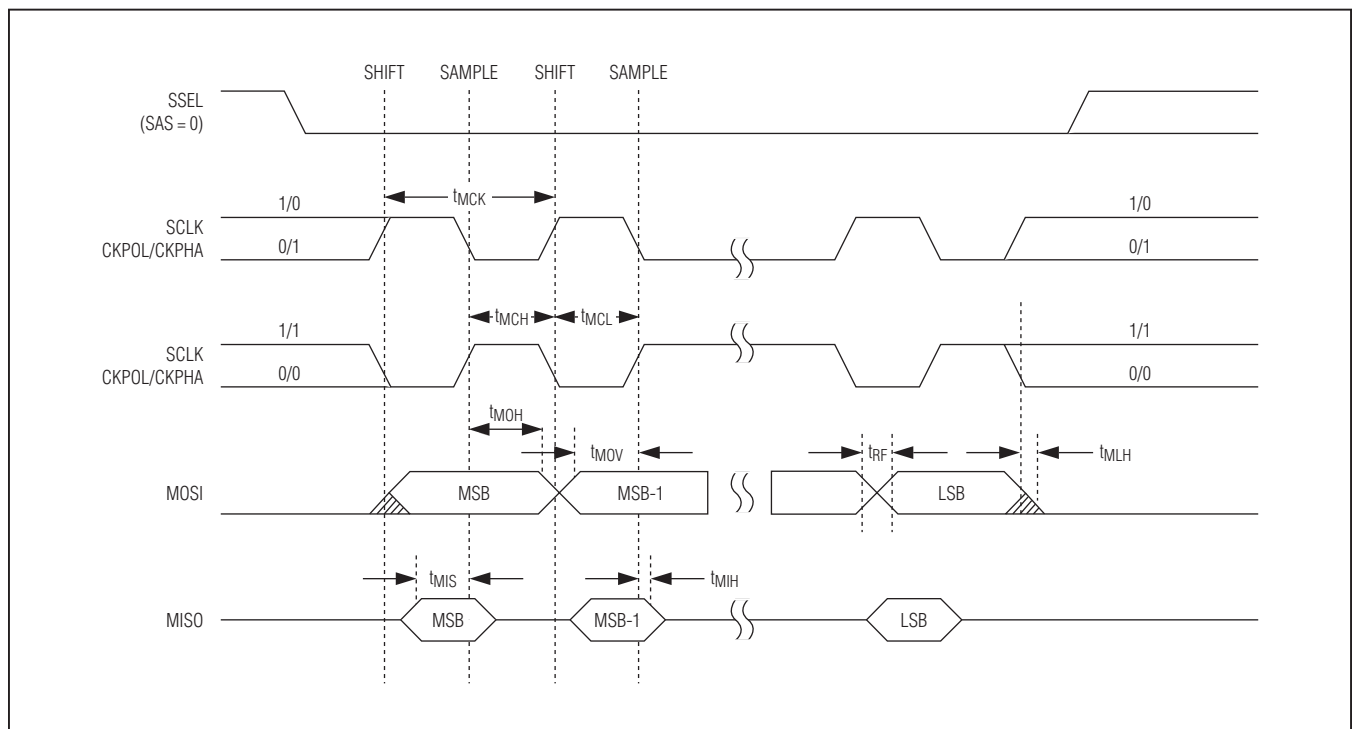 SHIFT SAMPLE SHIFT SAMPLE
SSEL
(SAS = 0)
tMCK
1/0 1/0
SCLK
CKPOL/CKPHA
0/1 0/1
tMCH tMCL
1/1 1/1
SCLK
CKPOL/CKPHA
0/0 0/0
tMOH
tMOV tRF tMLH
MOSI MSB MSB-1 LSB
tMIS tMIH
MISO MSB MSB-1 LSB